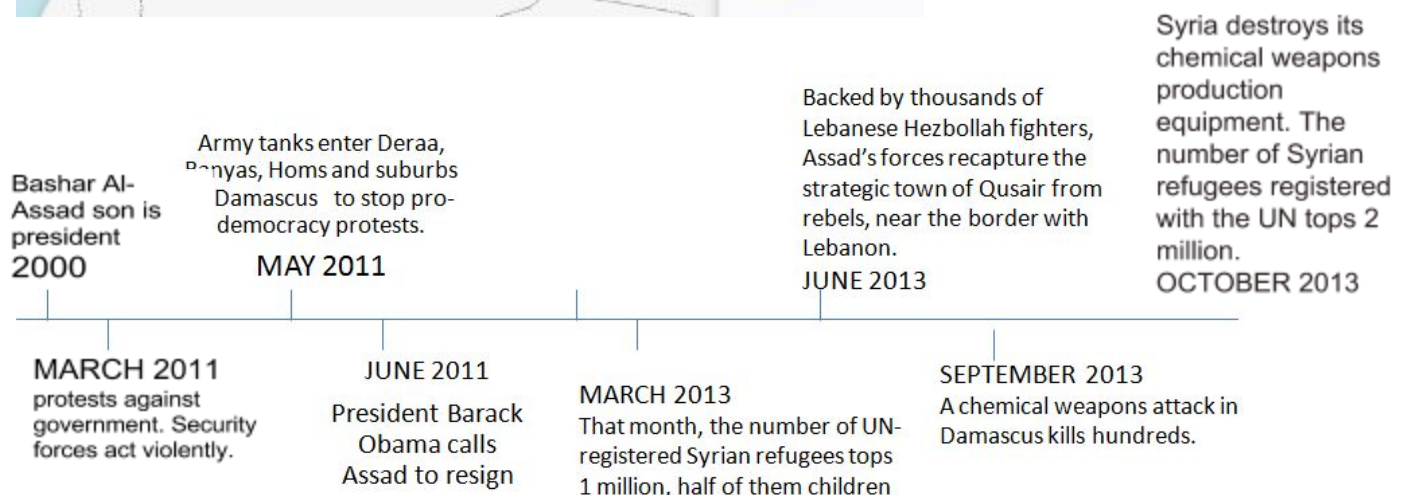 Bashar Al-
Assad son is
president
2000
Army tanks enter Deraa,
Banyas, Homs and suburbs
Damascus to stop pro-
democracy protests.
MAY 2011
Backed by thousands of
Lebanese Hezbollah fighters,
Assad's forces recapture the
strategic town of Qusair from
rebels, near the border with
Lebanon.
JUNE 2013
Syria destroys its
chemical weapons
production
equipment. The
number of Syrian
refugees registered
with the UN tops 2
million.
OCTOBER 2013
MARCH 2011
protests against
government. Security
forces act violently.
JUNE 2011
President Barack
Obama calls
Assad to resign
MARCH 2013
That month, the number of UN-
registered Syrian refugees tops
1 million, half of them children
SEPTEMBER 2013
A chemical weapons attack in
Damascus kills hundreds.